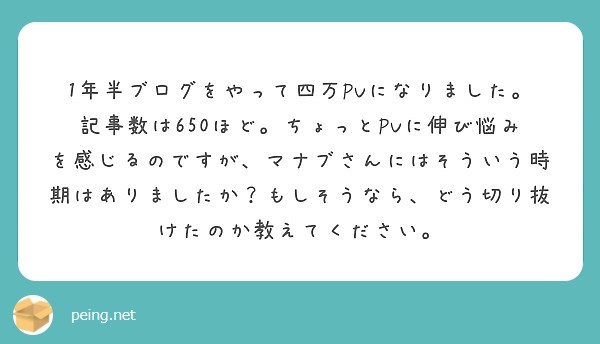 1年半ブログをやって四万PVになりました。
記事数は650ほど。ちょっとPVに伸び悩み
を感じるのですが、マナブさんにはそういう時
期はありましたか？もしそうなら、どう切り抜
けたのか教えてください。
peing.net